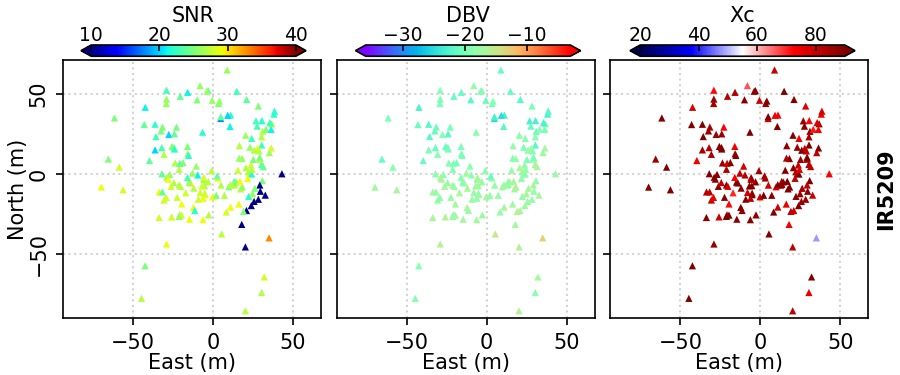 SNR
DBV
Xc
10 20 30 40
−30 −20 −10
20 40 60 80
50
0
−50
North (m)
IR5209
−50 0 50
−50 0 50
−50 0 50
East (m)
East (m)
East (m)